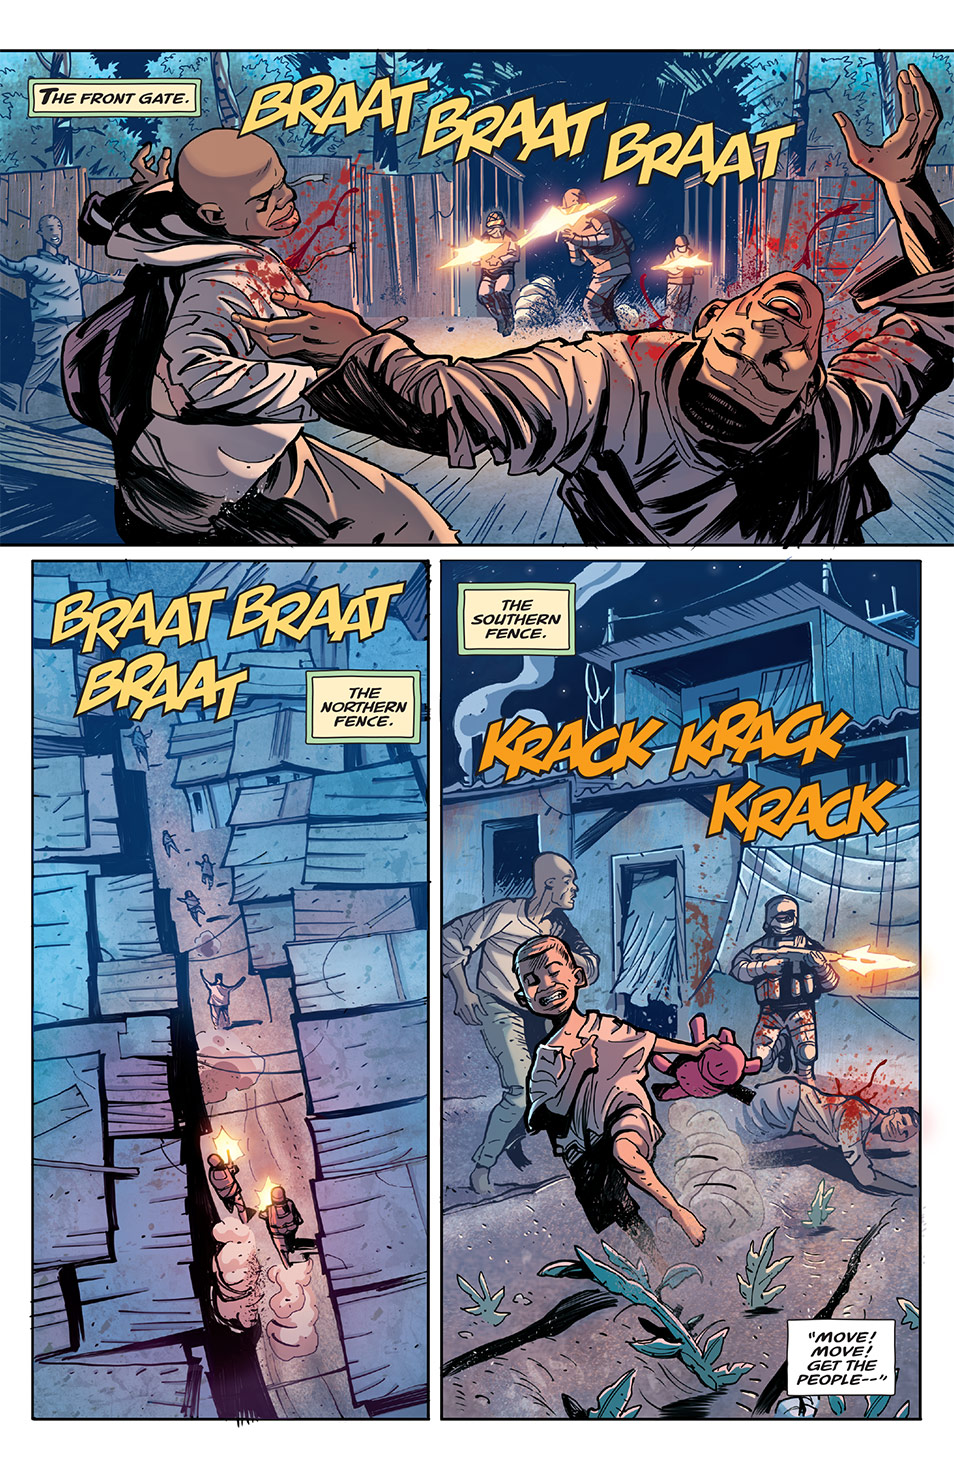 THE FRONT GATE.
BRAAT BRAAT BRAAT
BRAAT BRAAT
BRAAT
THE
NORTHERN
FENCE.
THE
SOUTHERN
FENCE.
KRACK KRACK
KRACK
"MOVE!
MOVE!
GET THE
PEOPLE--"